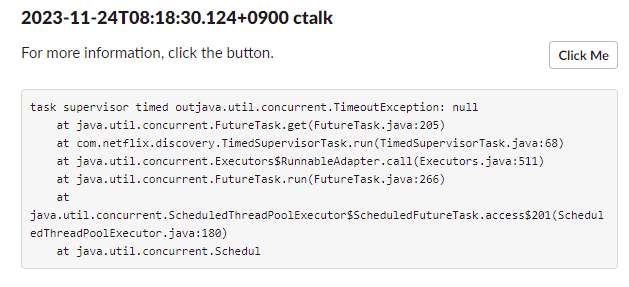 2023-11-24T08:18:30.124+0900 ctalk
For more information, click the button.
Click Me
task supervisor timed outjava.util.concurrent.TimeoutException: null
    at java.util.concurrent.FutureTask.get(FutureTask.java:205)
    at com.netflix.discovery.TimedSupervisorTask.run(TimedSupervisorTask.java:68)
    at java.util.concurrent.Executors$RunnableAdapter.call(Executors.java:511)
    at java.util.concurrent.FutureTask.run(FutureTask.java:266)
    at
java.util.concurrent.ScheduledThreadPoolExecutor$ScheduledFutureTask.access$201(Schedul
edThreadPoolExecutor.java:180)
    at java.util.concurrent.Schedul